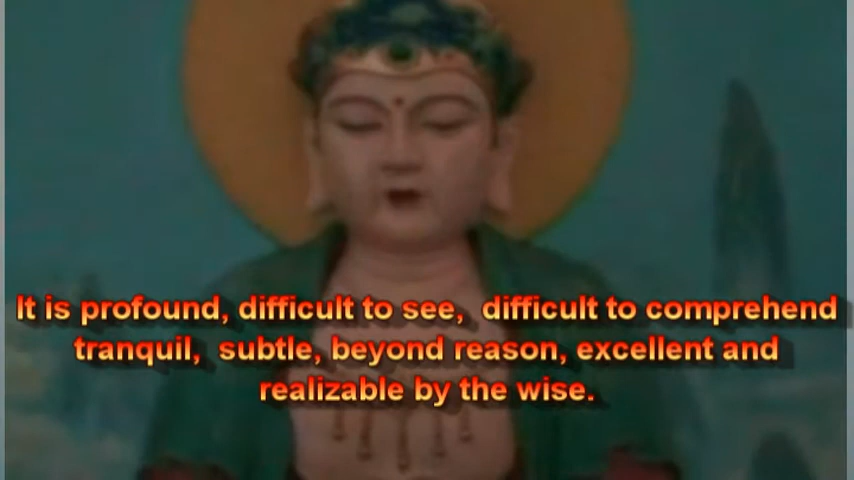 It is profound, difficult to see,  difficult to comprehend
tranquil,  subtle, beyond reason, excellent and
realizable by the wise.